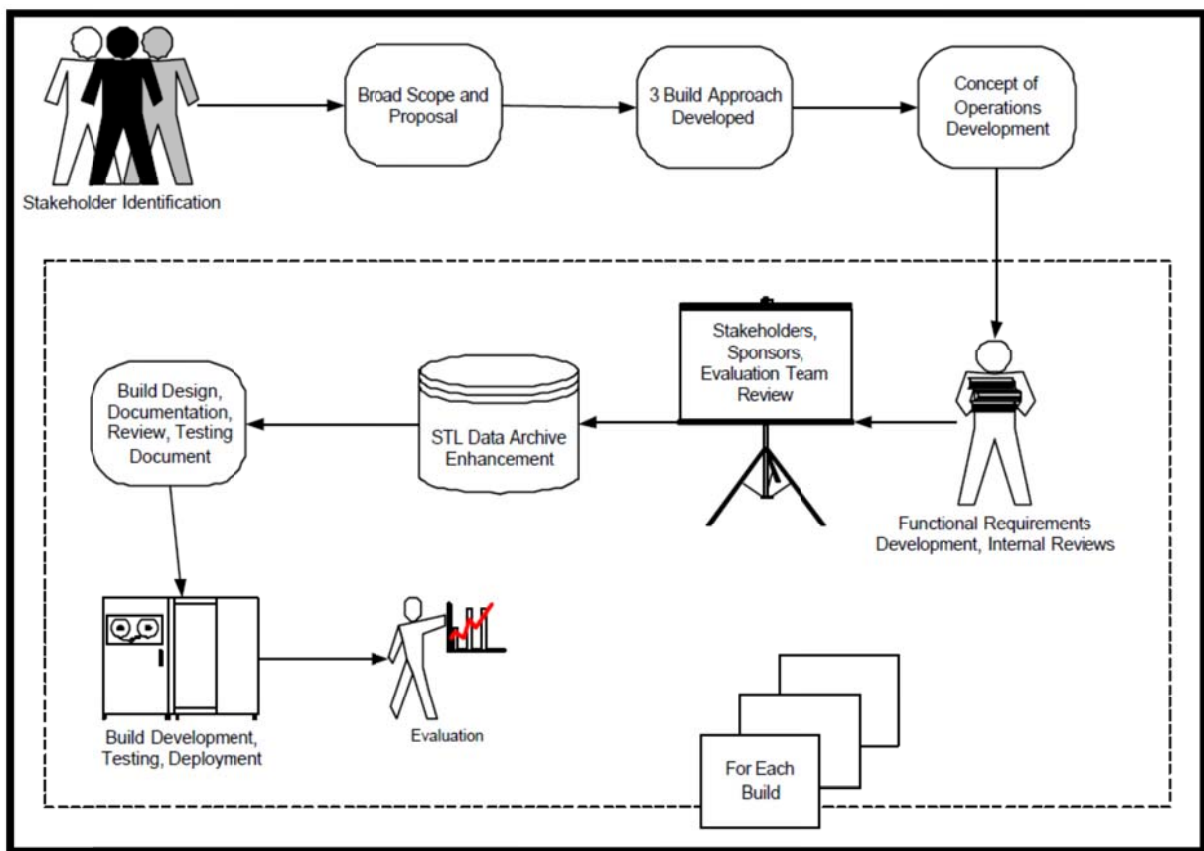 Stakeholder Identification
Broad Scope and
Proposal
3 Build Approach
Developed
Concept of
Operations
Development
Functional Requirements
Development, Internal Reviews
Stakeholders,
Sponsors,
Evaluation Team
Review
STL Data Archive
Enhancement
Build Design,
Documentation,
Review, Testing
Document
Build Development,
Testing, Deployment
Evaluation
For Each
Build